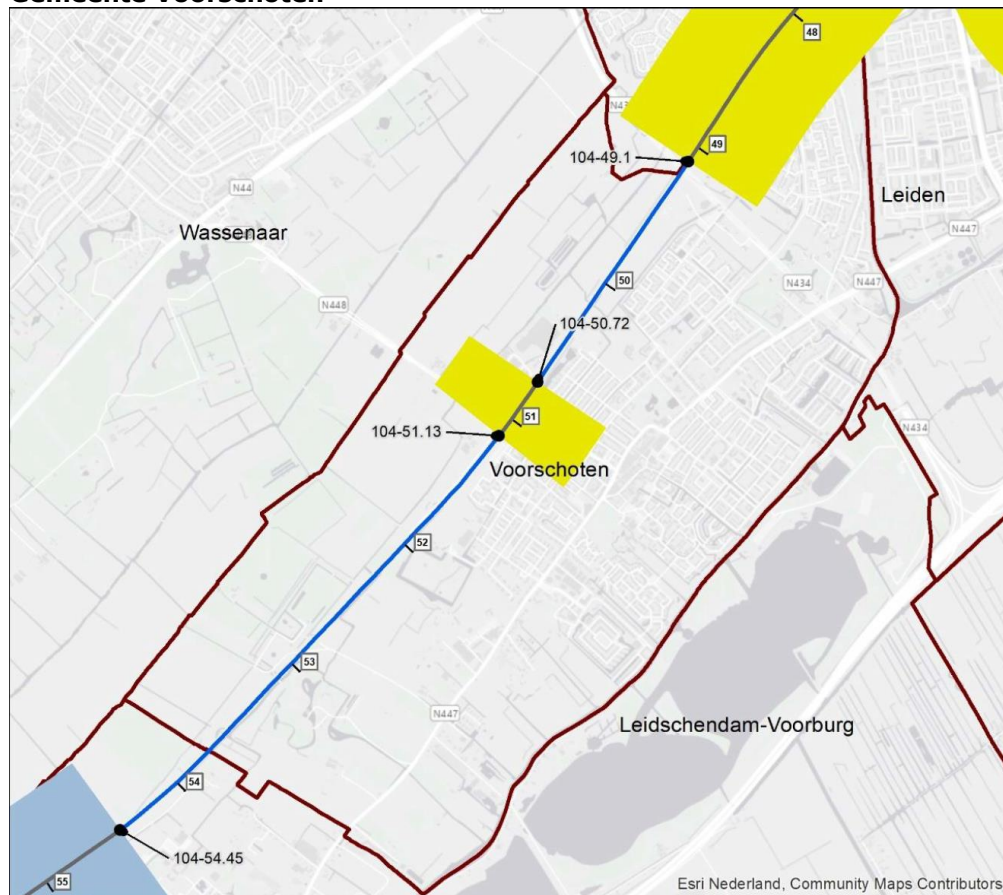 Gemeente Voorschoten
48
N43
104-49.1
49
Leiden
N44
Wassenaar
N447
50
N434
N447
N448
104-50.72
51
104-51.13
N434
Voorschoten
52
53
N447
Leidschendam-Voorburg
54
104-54.45
55
Esri Nederland, Community Maps Contributors